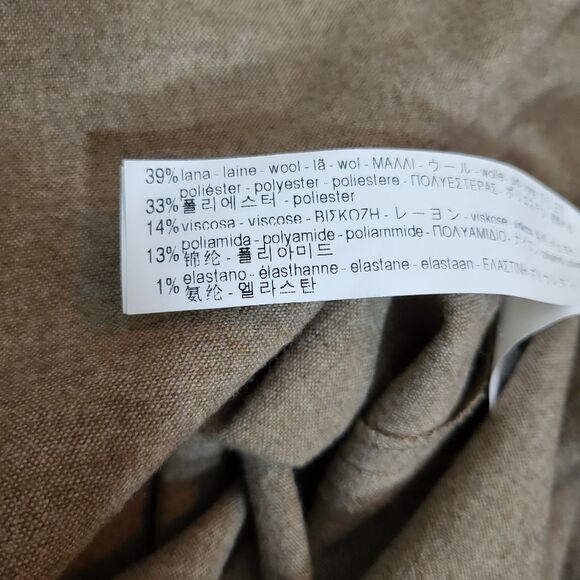 39% lana - laine - wool - lã - wol - ΜΑΛΛΙ - ウール - wolle
poliéster - polyester - poliestere - ΠΟΛΥΕΣΤΕΡΑΣ -
33% 폴리에스터 - poliester
14% viscosa - viscose - ΒΙΣΚΟΖΗ - レーヨン - viskose
poliamida - polyamide - poliammide - ΠΟΛΥΑΜΙΔΙΟ -
13% 锦纶 - 폴리아미드
elastano - élasthanne - elastane - elastaan -
1% 氨纶 - 엘라스탄